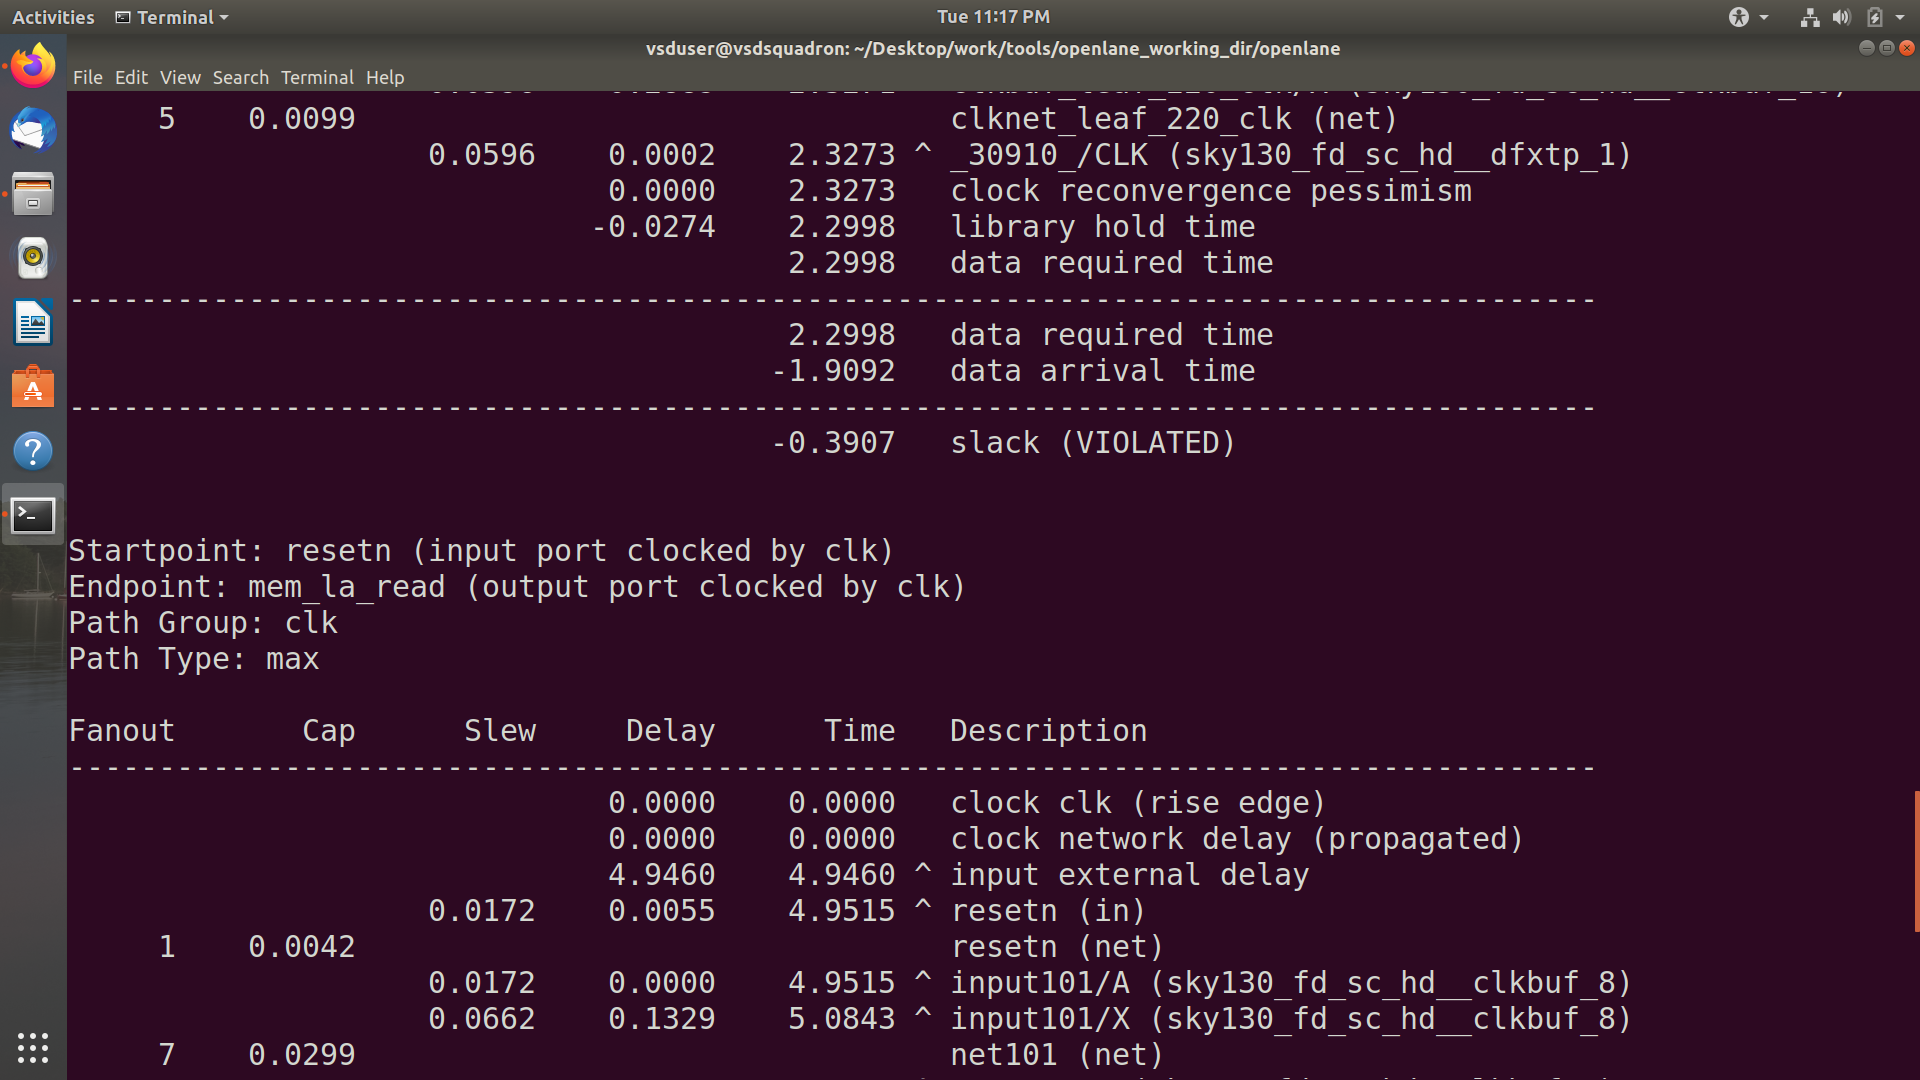 Activities Terminal Tue 11:17 PM
vsduser@vsdsquadron: ~/Desktop/work/tools/openlane_working_dir/openlane
File Edit View Search Terminal Help
5 0.0099 clknet_leaf_220_clk (net)
0.0596 0.0002 2.3273 ^ _30910_/CLK (sky130_fd_sc_hd__dfxtp_1)
0.0000 2.3273 clock reconvergence pessimism
-0.0274 2.2998 library hold time
2.2998 data required time
-------------------------------------------------------------------------------------
2.2998 data required time
-1.9092 data arrival time
-------------------------------------------------------------------------------------
-0.3907 slack (VIOLATED)
Startpoint: resetn (input port clocked by clk)
Endpoint: mem_la_read (output port clocked by clk)
Path Group: clk
Path Type: max
Fanout Cap Slew Delay Time Description
-------------------------------------------------------------------------------------
0.0000 0.0000 clock clk (rise edge)
0.0000 0.0000 clock network delay (propagated)
4.9460 4.9460 ^ input external delay
0.0172 0.0055 4.9515 ^ resetn (in)
1 0.0042 resetn (net)
0.0172 0.0000 4.9515 ^ input101/A (sky130_fd_sc_hd__clkbuf_8)
0.0662 0.1329 5.0843 ^ input101/X (sky130_fd_sc_hd__clkbuf_8)
7 0.0299 net101 (net)